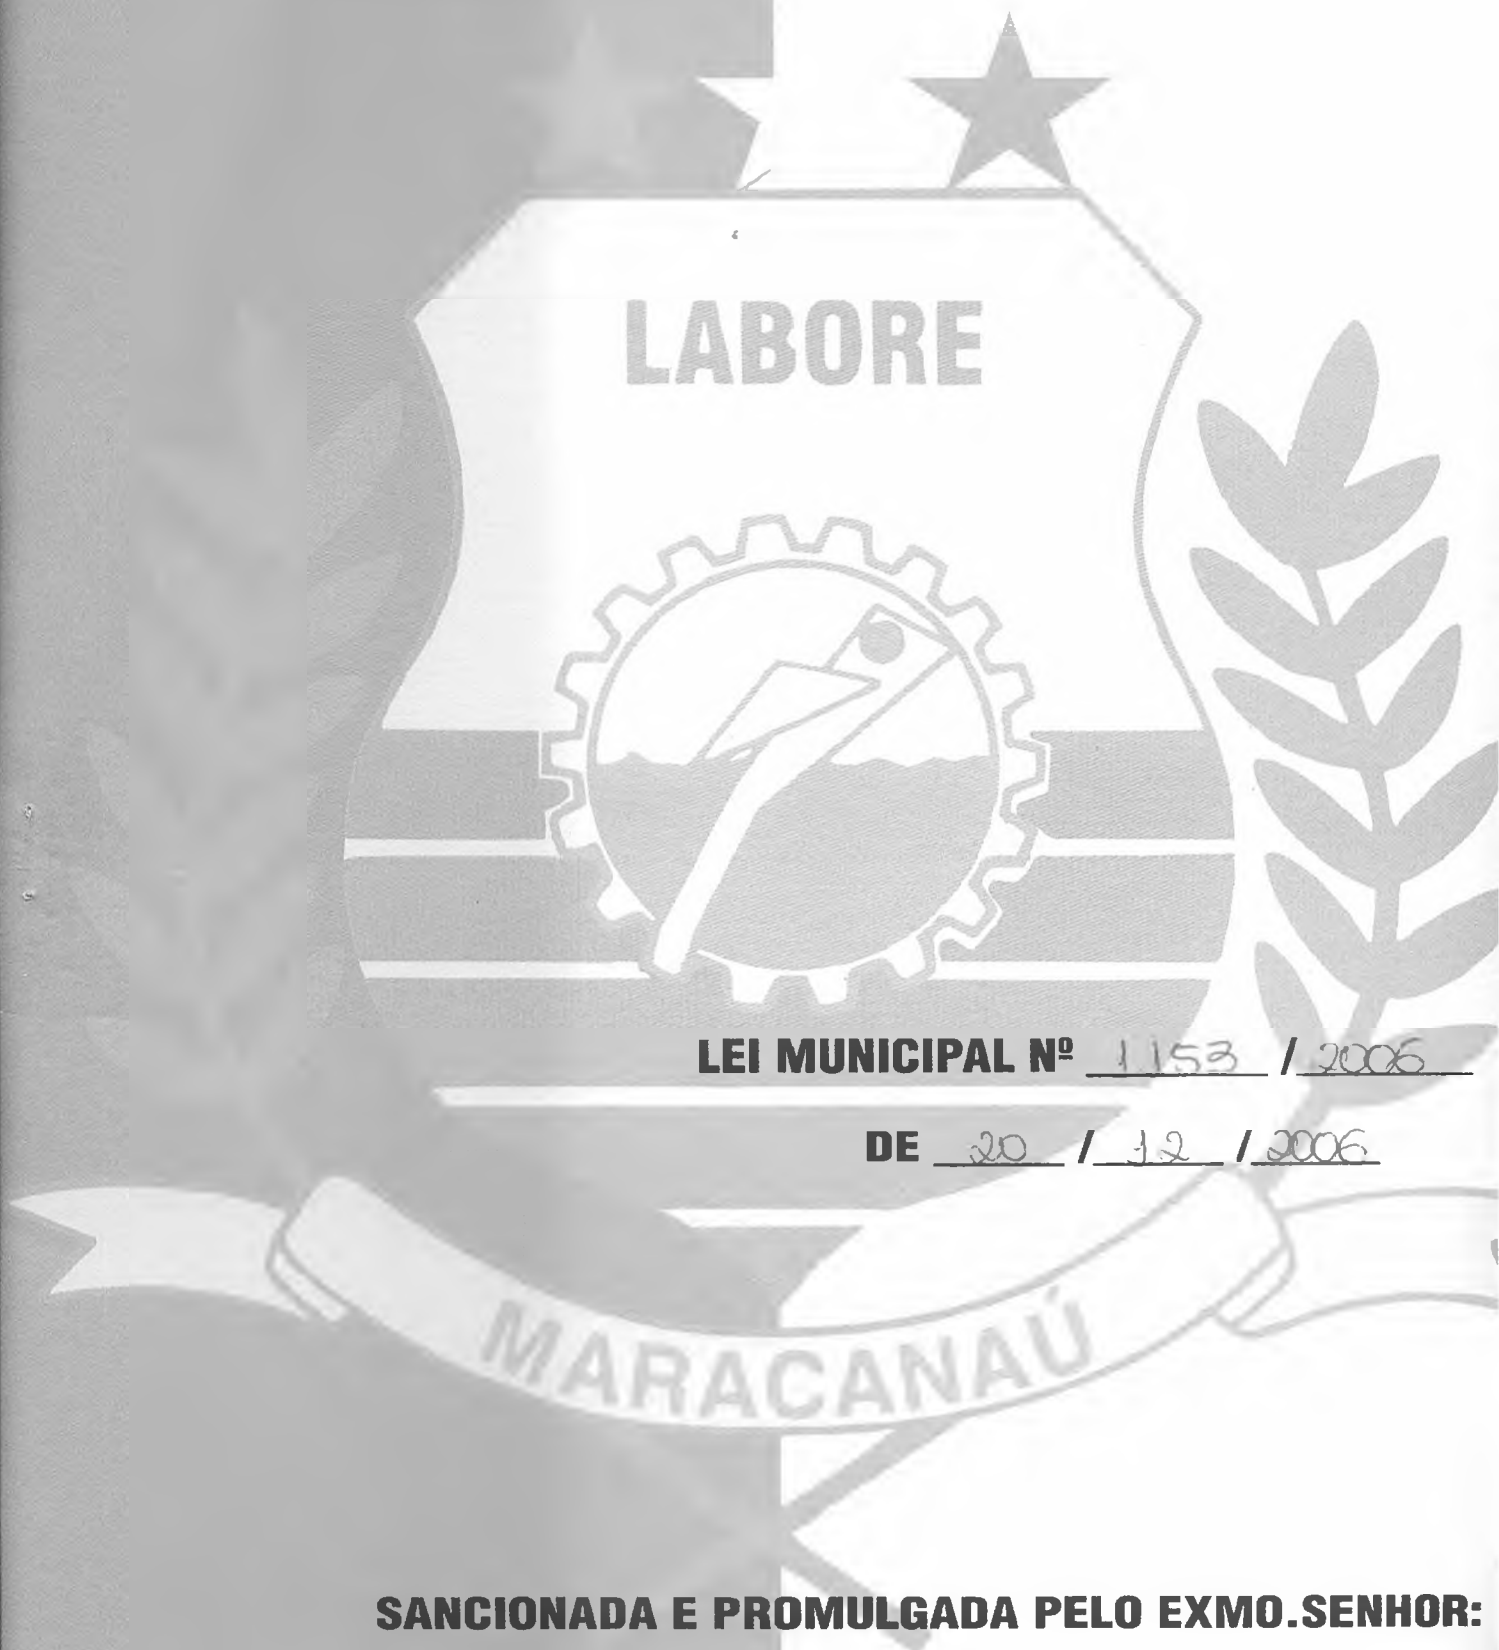 LABORE
LEI MUNICIPAL Nº 1153 / 2006
DE 20 / 12 / 2006
MARACANAÚ
SANCIONADA E PROMULGADA PELO EXMO.SENHOR: